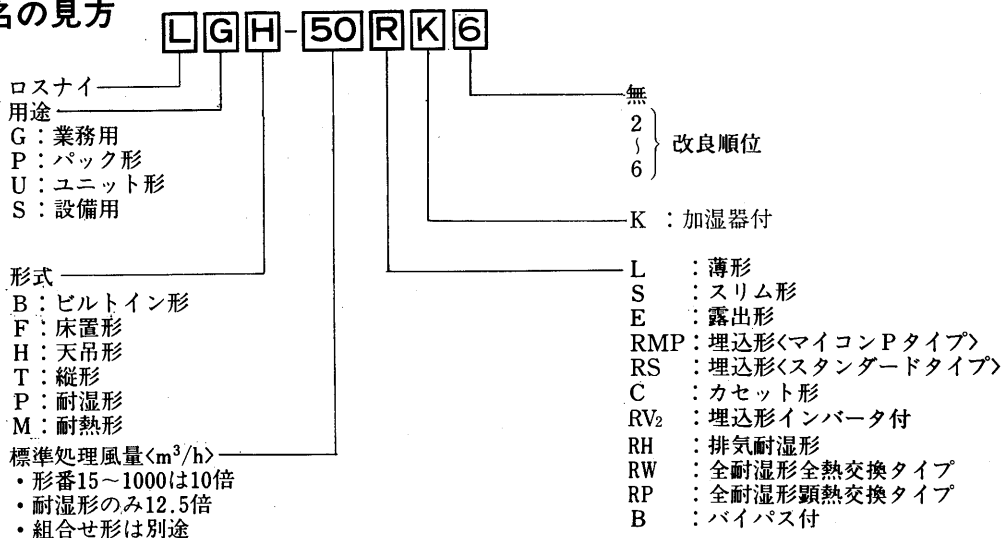 名の見方
LGH-50RK6
ロスナイ
用途
G：業務用
P：パック形
U：ユニット形
S：設備用
形式
B：ビルトイン形
F：床置形
H：天吊形
T：縦形
P：耐湿形
M：耐熱形
標準処理風量<m³/h>
・形番15～1000は10倍
・耐湿形のみ12.5倍
・組合せ形は別途
無
2
～
6
改良順位
K ：加湿器付
L ：薄形
S ：スリム形
E ：露出形
RMP：埋込形<マイコンPタイプ>
RS ：埋込形<スタンダードタイプ>
C ：カセット形
RV₂ ：埋込形インバータ付
RH ：排気耐湿形
RW ：全耐湿形全熱交換タイプ
RP ：全耐湿形顕熱交換タイプ
B ：バイパス付